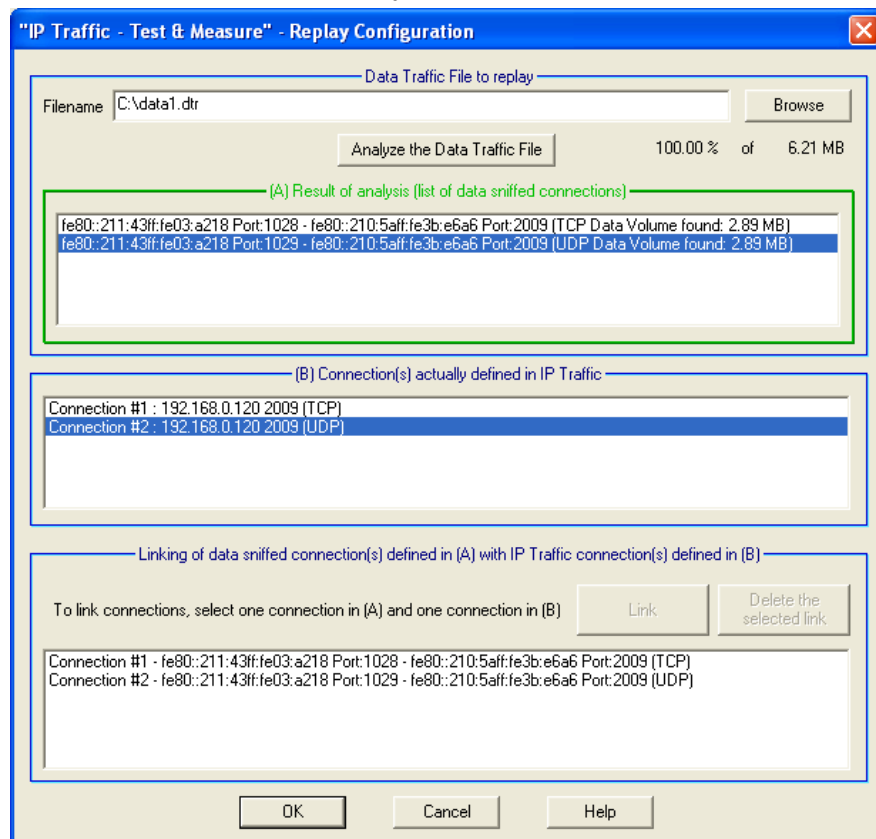 "IP Traffic - Test & Measure" - Replay Configuration
Data Traffic File to replay
Filename C:\data1.dtr Browse
Analyze the Data Traffic File 100.00 % of 6.21 MB
(A) Result of analysis (list of data sniffed connections)
fe80::211:43ff:fe03:a218 Port:1028 - fe80::210:5aff:fe3b:e6a6 Port:2009 (TCP Data Volume found: 2.89 MB)
fe80::211:43ff:fe03:a218 Port:1029 - fe80::210:5aff:fe3b:e6a6 Port:2009 (UDP Data Volume found: 2.89 MB)
(B) Connection(s) actually defined in IP Traffic
Connection #1 : 192.168.0.120 2009 (TCP)
Connection #2 : 192.168.0.120 2009 (UDP)
Linking of data sniffed connection(s) defined in (A) with IP Traffic connection(s) defined in (B)
To link connections, select one connection in (A) and one connection in (B) Link Delete the
selected link
Connection #1 - fe80::211:43ff:fe03:a218 Port:1028 - fe80::210:5aff:fe3b:e6a6 Port:2009 (TCP)
Connection #2 - fe80::211:43ff:fe03:a218 Port:1029 - fe80::210:5aff:fe3b:e6a6 Port:2009 (UDP)
OK Cancel Help